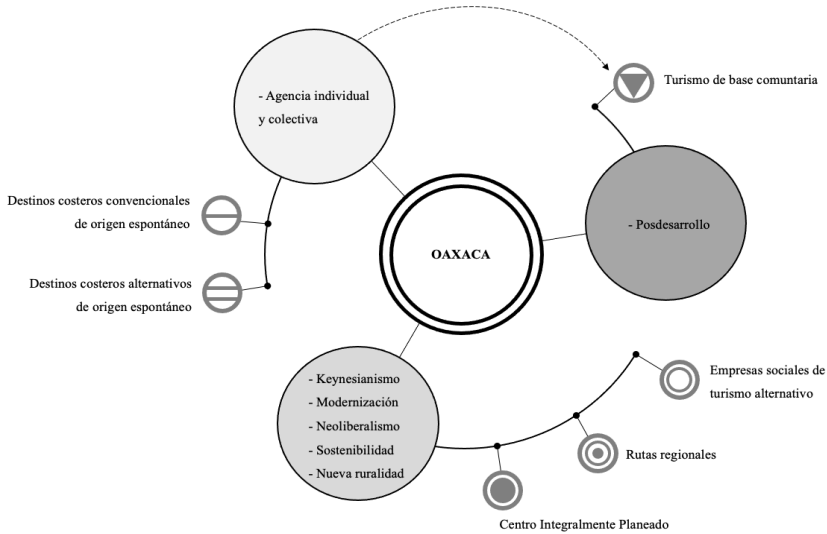 - Agencia individual
y colectiva
Turismo de base comuntaria
Destinos costeros convencionales
de origen espontáneo
- Posdesarrollo
OAXACA
Destinos costeros alternativos
de origen espontáneo
- Keynesianismo
- Modernización
- Neoliberalismo
- Sostenibilidad
- Nueva ruralidad
Empresas sociales de
turismo alternativo
Rutas regionales
Centro Integralmente Planeado